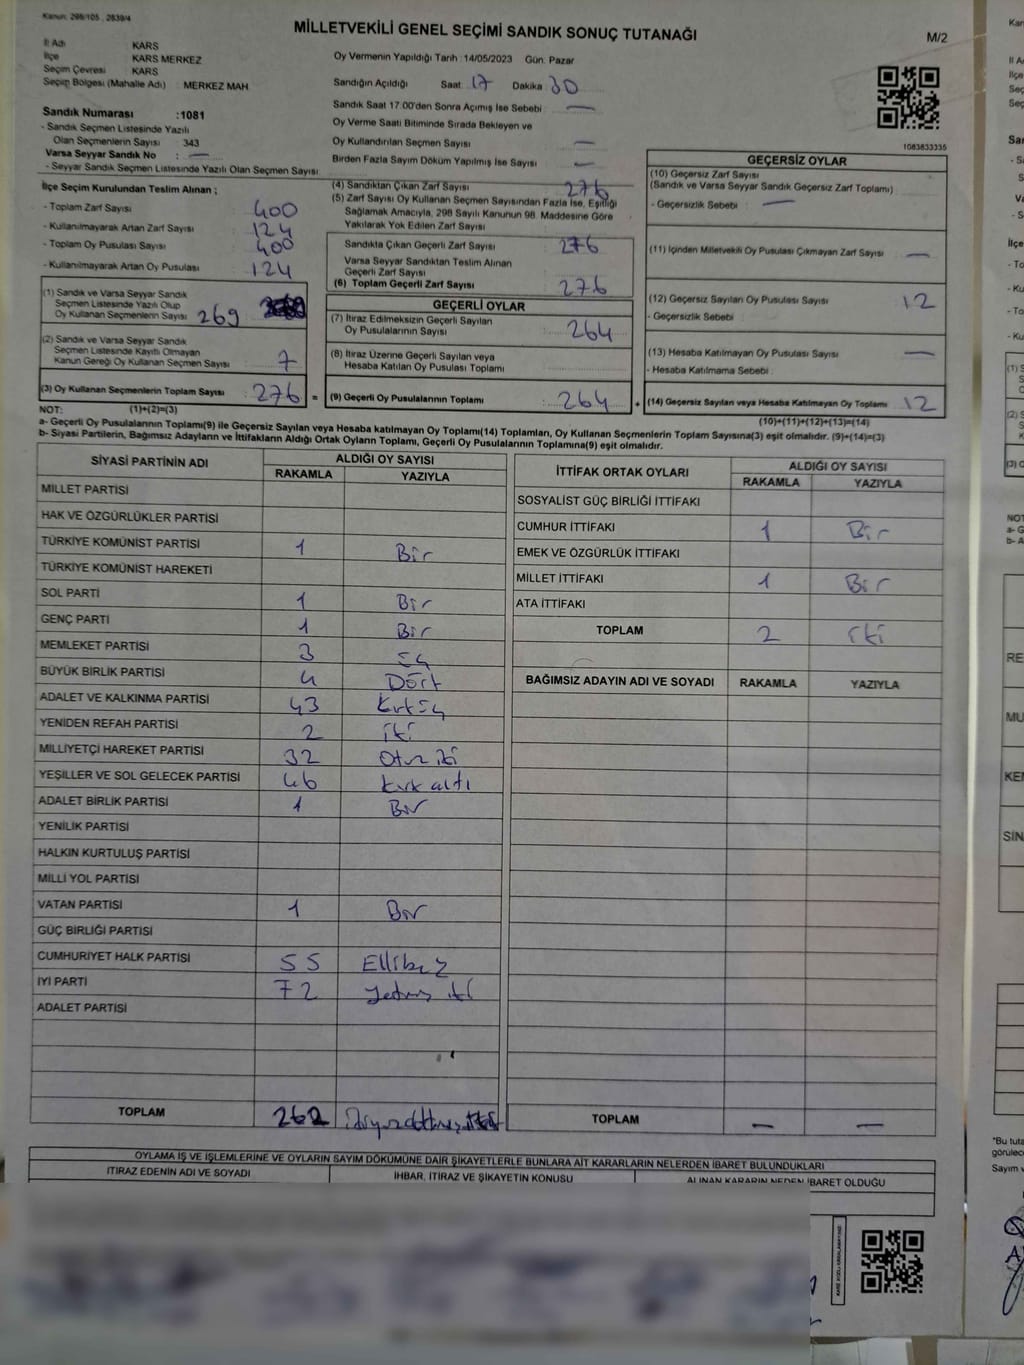 Kanun: 298/105 , 2839/4
MİLLETVEKİLİ GENEL SEÇİMİ SANDIK SONUÇ TUTANAĞI
M/2
İl Adı KARS
İlçe KARS MERKEZ
Seçim Çevresi KARS
Seçim Bölgesi (Mahalle Adı) MERKEZ MAH
Oy Vermenin Yapıldığı Tarih :14/05/2023 Gün: Pazar
Sandığın Açıldığı Saat: 17 Dakika 30
Sandık Saat 17.00'den Sonra Açımış İse Sebebi —
Oy Verme Saati Bitiminde Sırada Bekleyen ve
Oy Kullandırılan Seçmen Sayısı —
Birden Fazla Sayım Döküm Yapılmış İse Sayısı —
1083833335
Sandık Numarası :1081
- Sandık Seçmen Listesinde Yazılı
Olan Seçmenlerin Sayısı 343
Varsa Seyyar Sandık No : —
- Seyyar Sandık Seçmen Listesinde Yazılı Olan Seçmen Sayısı:
İlçe Seçim Kurulundan Teslim Alınan ;
- Toplam Zarf Sayısı 400
- Kullanılmayarak Artan Zarf Sayısı 124
- Toplam Oy Pusulası Sayısı 400
- Kullanılmayarak Artan Oy Pusulası 124
(1) Sandık ve Varsa Seyyar Sandık
Seçmen Listesinde Yazılı Olup
Oy Kullanan Seçmenlerin Sayısı 269
(2) Sandık ve Varsa Seyyar Sandık
Seçmen Listesinde Kayıtlı Olmayan
Kanun Gereği Oy Kullanan Seçmen Sayısı 7
(3) Oy Kullanan Seçmenlerin Toplam Sayısı 276 =
(4) Sandıktan Çıkan Zarf Sayısı 276
(5) Zarf Sayısı Oy Kullanan Seçmen Sayısından Fazla İse, Eşitliği
Sağlamak Amacıyla, 298 Sayılı Kanunun 98. Maddesine Göre
Yakılarak Yok Edilen Zarf Sayısı
Sandıkta Çıkan Geçerli Zarf Sayısı 276
Varsa Seyyar Sandıktan Teslim Alınan
Geçerli Zarf Sayısı
(6) Toplam Geçerli Zarf Sayısı 276
GEÇERLİ OYLAR
(7) İtiraz Edilmeksizin Geçerli Sayılan
Oy Pusulalarının Sayısı 264
(8) İtiraz Üzerine Geçerli Sayılan veya
Hesaba Katılan Oy Pusulası Toplamı
(9) Geçerli Oy Pusulalarının Toplamı 264 +
GEÇERSİZ OYLAR
(10) Geçersiz Zarf Sayısı
(Sandık ve Varsa Seyyar Sandık Geçersiz Zarf Toplamı)
- Geçersizlik Sebebi : —
(11) İçinden Milletvekili Oy Pusulası Çıkmayan Zarf Sayısı —
(12) Geçersiz Sayılan Oy Pusulası Sayısı 12
- Geçersizlik Sebebi :
(13) Hesaba Katılmayan Oy Pusulası Sayısı —
- Hesaba Katılmama Sebebi :
(14) Geçersiz Sayılan veya Hesaba Katılmayan Oy Toplamı 12
NOT: (1)+(2)=(3) (10)+(11)+(12)+(13)=(14)
a- Geçerli Oy Pusulalarının Toplamı(9) ile Geçersiz Sayılan veya Hesaba katılmayan Oy Toplamı(14) Toplamları, Oy Kullanan Seçmenlerin Toplam Sayısına(3) eşit olmalıdır. (9)+(14)=(3)
b- Siyasi Partilerin, Bağımsız Adayların ve İttifakların Aldığı Ortak Oyların Toplamı, Geçerli Oy Pusulalarının Toplamına(9) eşit olmalıdır.
SİYASİ PARTİNİN ADI ALDIĞI OY SAYISI
RAKAMLA YAZIYLA
MİLLET PARTİSİ
HAK VE ÖZGÜRLÜKLER PARTİSİ
TÜRKİYE KOMÜNİST PARTİSİ 1 Bir
TÜRKİYE KOMÜNİST HAREKETİ
SOL PARTİ 1 Bir
GENÇ PARTİ 1 Bir
MEMLEKET PARTİSİ 3 Üç
BÜYÜK BİRLİK PARTİSİ 4 Dört
ADALET VE KALKINMA PARTİSİ 43 Kırküç
YENİDEN REFAH PARTİSİ 2 iki
MİLLİYETÇİ HAREKET PARTİSİ 32 Otuz iki
YEŞİLLER VE SOL GELECEK PARTİSİ 46 kırk altı
ADALET BİRLİK PARTİSİ 1 Bir
YENİLİK PARTİSİ
HALKIN KURTULUŞ PARTİSİ
MİLLİ YOL PARTİSİ
VATAN PARTİSİ 1 Bir
GÜÇ BİRLİĞİ PARTİSİ
CUMHURİYET HALK PARTİSİ 55 Ellibeş
İYİ PARTİ 72 Yetmiş iki
ADALET PARTİSİ
TOPLAM 262
İTTİFAK ORTAK OYLARI ALDIĞI OY SAYISI
RAKAMLA YAZIYLA
SOSYALİST GÜÇ BİRLİĞİ İTTİFAKI
CUMHUR İTTİFAKI 1 Bir
EMEK VE ÖZGÜRLÜK İTTİFAKI
MİLLET İTTİFAKI 1 Bir
ATA İTTİFAKI
TOPLAM 2 iki
BAĞIMSIZ ADAYIN ADI VE SOYADI RAKAMLA YAZIYLA
TOPLAM — —
OYLAMA İŞ VE İŞLEMLERİNE VE OYLARIN SAYIM DÖKÜMÜNE DAİR ŞİKAYETLERLE BUNLARA AİT KARARLARIN NELERDEN İBARET BULUNDUKLARI
İTİRAZ EDENİN ADI VE SOYADI İHBAR, İTİRAZ VE ŞİKAYETİN KONUSU ALINAN KARARIN NEDEN İBARET OLDUĞU